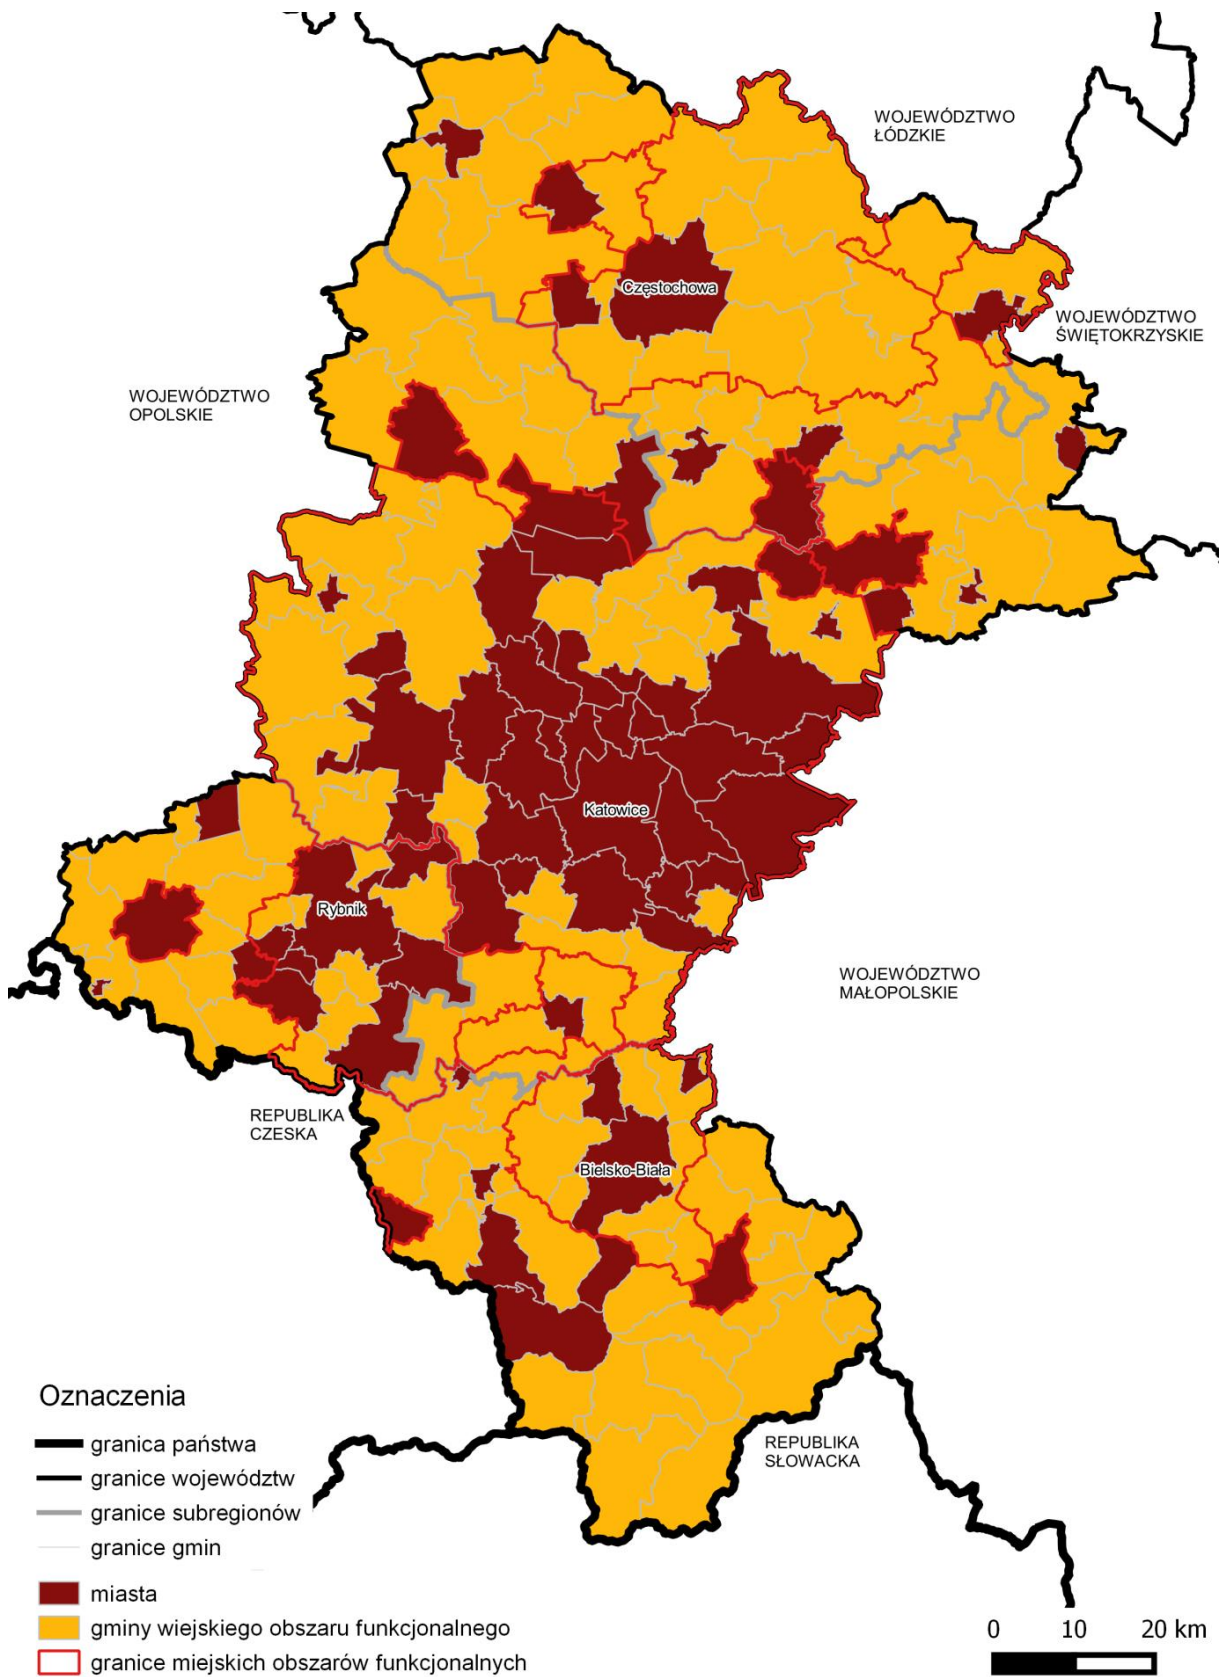 WOJEWÓDZTWO
ŁÓDZKIE
Częstochowa
WOJEWÓDZTWO
ŚWIĘTOKRZYSKIE
WOJEWÓDZTWO
OPOLSKIE
Katowice
Rybnik
WOJEWÓDZTWO
MAŁOPOLSKIE
REPUBLIKA
CZESKA
Bielsko-Biała
REPUBLIKA
SŁOWACKA
Oznaczenia
granica państwa
granice województw
granice subregionów
granice gmin
miasta
gminy wiejskiego obszaru funkcjonalnego
granice miejskich obszarów funkcjonalnych
0 10 20 km